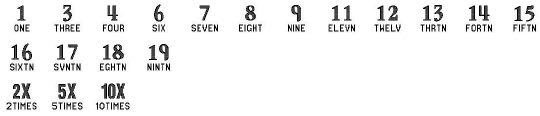 1 3 4 6 7 8 9 11 12 13 14 15
ONE THREE FOUR SIX SEVEN EIGHT NINE ELEVN THELV THRTN FORTN FIFTN
16 17 18 19
SIXTN SVNTN EGHTN NINTN
2X 5X 10X
2TIMES 5TIMES 10TIMES